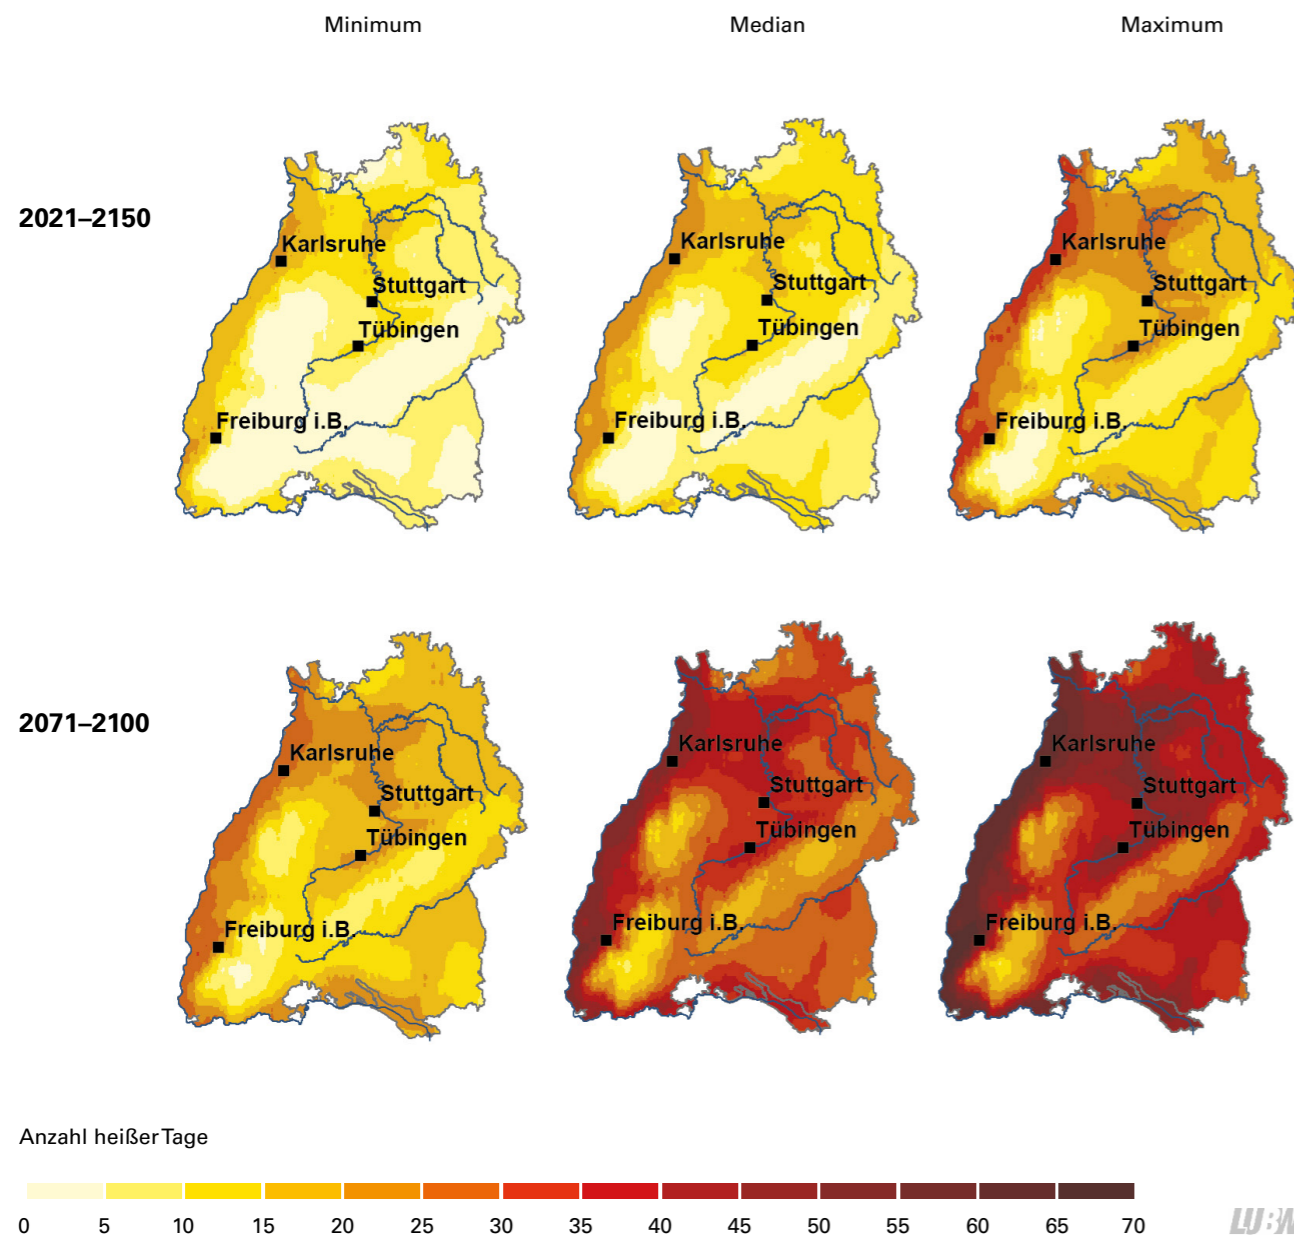 Minimum Median Maximum
2021–2150
Karlsruhe
Stuttgart
Tübingen
Freiburg i.B.
Karlsruhe
Stuttgart
Tübingen
Freiburg i.B.
Karlsruhe
Stuttgart
Tübingen
Freiburg i.B.
2071–2100
Karlsruhe
Stuttgart
Tübingen
Freiburg i.B.
Karlsruhe
Stuttgart
Tübingen
Freiburg i.B.
Karlsruhe
Stuttgart
Tübingen
Freiburg i.B.
Anzahl heißer Tage
0 5 10 15 20 25 30 35 40 45 50 55 60 65 70